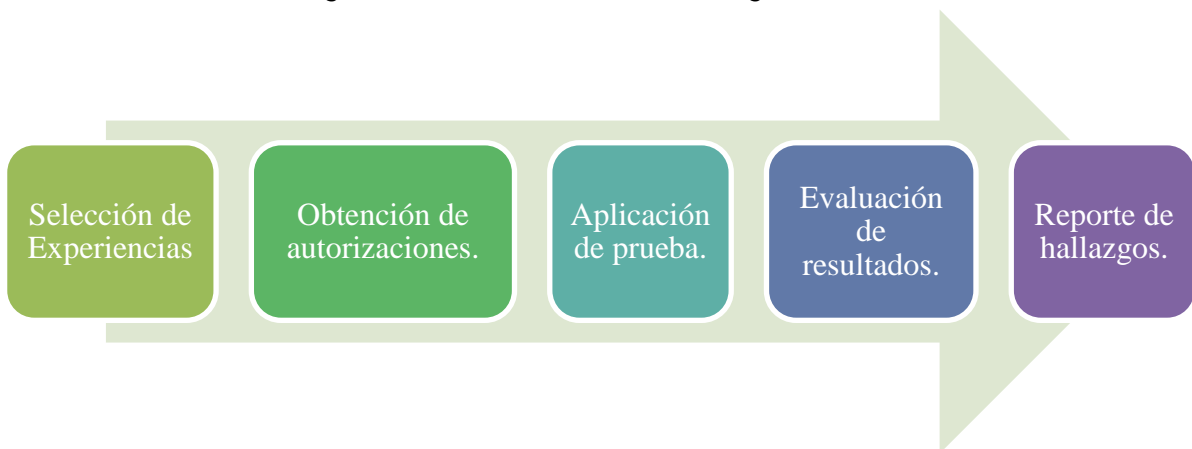 Selección de
Experiencias
Obtención de
autorizaciones.
Aplicación
de prueba.
Evaluación
de
resultados.
Reporte de
hallazgos.